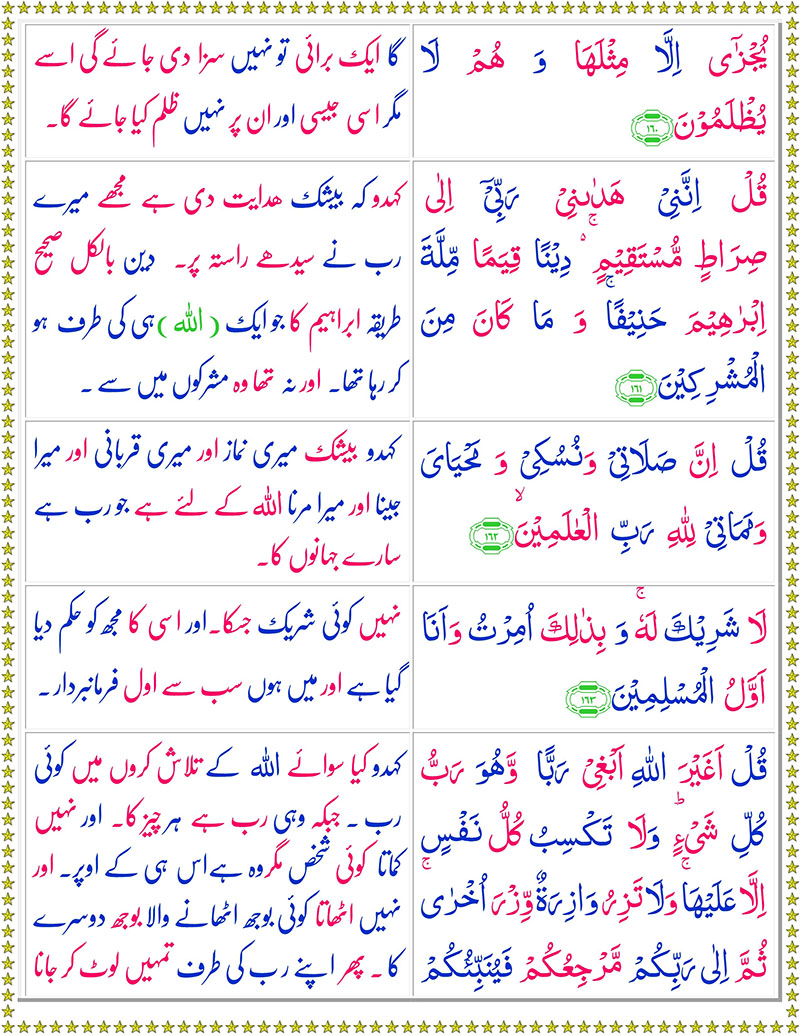 يُجْزٰۤى اِلَّا مِثْلَهَا وَ هُمْ لَا
يُظْلَمُوْنَ ۱۶۰
گا ایک برائی تو نہیں سزا دی جائے گی اسے
مگر اسی جیسی اور ان پر نہیں ظلم کیا جائے گا۔
قُلْ اِنَّنِیْ هَدٰىنِیْ رَبِّیْۤ اِلٰى
صِرَاطٍ مُّسْتَقِیْمٍ ۚ۬ دِیْنًا قِیَمًا مِّلَّةَ
اِبْرٰهِیْمَ حَنِیْفًا ۚ وَ مَا كَانَ مِنَ
الْمُشْرِكِیْنَ ۱۶۱
کہدو کہ بیشک ھدایت دی ہے مجھے میرے
رب نے سیدھے راستہ پر۔ دین بالکل صحیح
طریقہ ابراہیم کا جو ایک (اللہ) ہی کی طرف ہو
کر رہا تھا۔ اور نہ تھا وہ مشرکوں میں سے ۔
قُلْ اِنَّ صَلَاتِیْ وَنُسُكِیْ وَ مَحْیَایَ
وَمَمَاتِیْ لِلّٰهِ رَبِّ الْعٰلَمِیْنَ ۙ ۱۶۲
کہدو بیشک میری نماز اور میری قربانی اور میرا
جینا اور میرا مرنا اللہ کے لئے ہے جو رب ہے
سارے جہانوں کا۔
لَا شَرِیْكَ لَهٗ ۚ وَ بِذٰلِكَ اُمِرْتُ وَاَنَا
اَوَّلُ الْمُسْلِمِیْنَ ۱۶۳
نہیں کوئی شریک جسکا۔ اور اسی کا مجھ کو حکم دیا
گیا ہے اور میں ہوں سب سے اول فرمانبردار ۔
قُلْ اَغَیْرَ اللّٰهِ اَبْغِیْ رَبًّا وَّهُوَ رَبُّ
كُلِّ شَیْءٍ ؕ وَلَا تَكْسِبُ كُلُّ نَفْسٍ
اِلَّا عَلَیْهَا ۚ وَلَا تَزِرُ وَازِرَةٌ وِّزْرَ اُخْرٰى ۚ
ثُمَّ اِلٰى رَبِّكُمْ مَّرْجِعُكُمْ فَیُنَبِّئُكُمْ
کہدو کیا سوائے اللہ کے تلاش کروں میں کوئی
رب ۔ جبکہ وہی رب ہے ہر چیز کا۔ اور نہیں
کماتا کوئی شخص مگر وہ ہے اس ہی کے اوپر۔ اور
نہیں اٹھاتا کوئی بوجھ اٹھانے والا بوجھ دوسرے
کا ۔ پھر اپنے رب کی طرف تمہیں لوٹ کر جانا